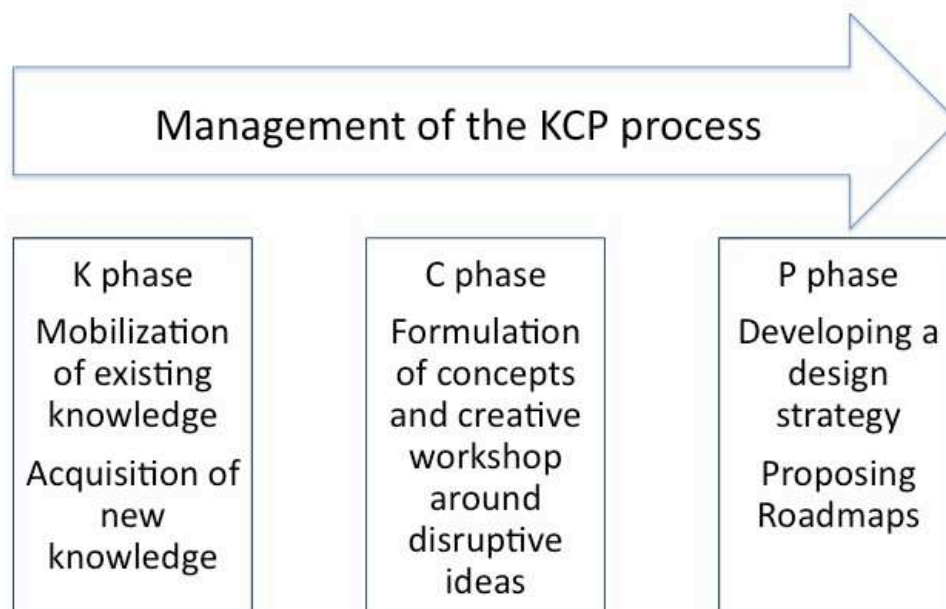 Management of the KCP process
K phase
Mobilization
of existing
knowledge
Acquisition of
new
knowledge
C phase
Formulation
of concepts
and creative
workshop
around
disruptive
ideas
P phase
Developing a
design
strategy
Proposing
Roadmaps